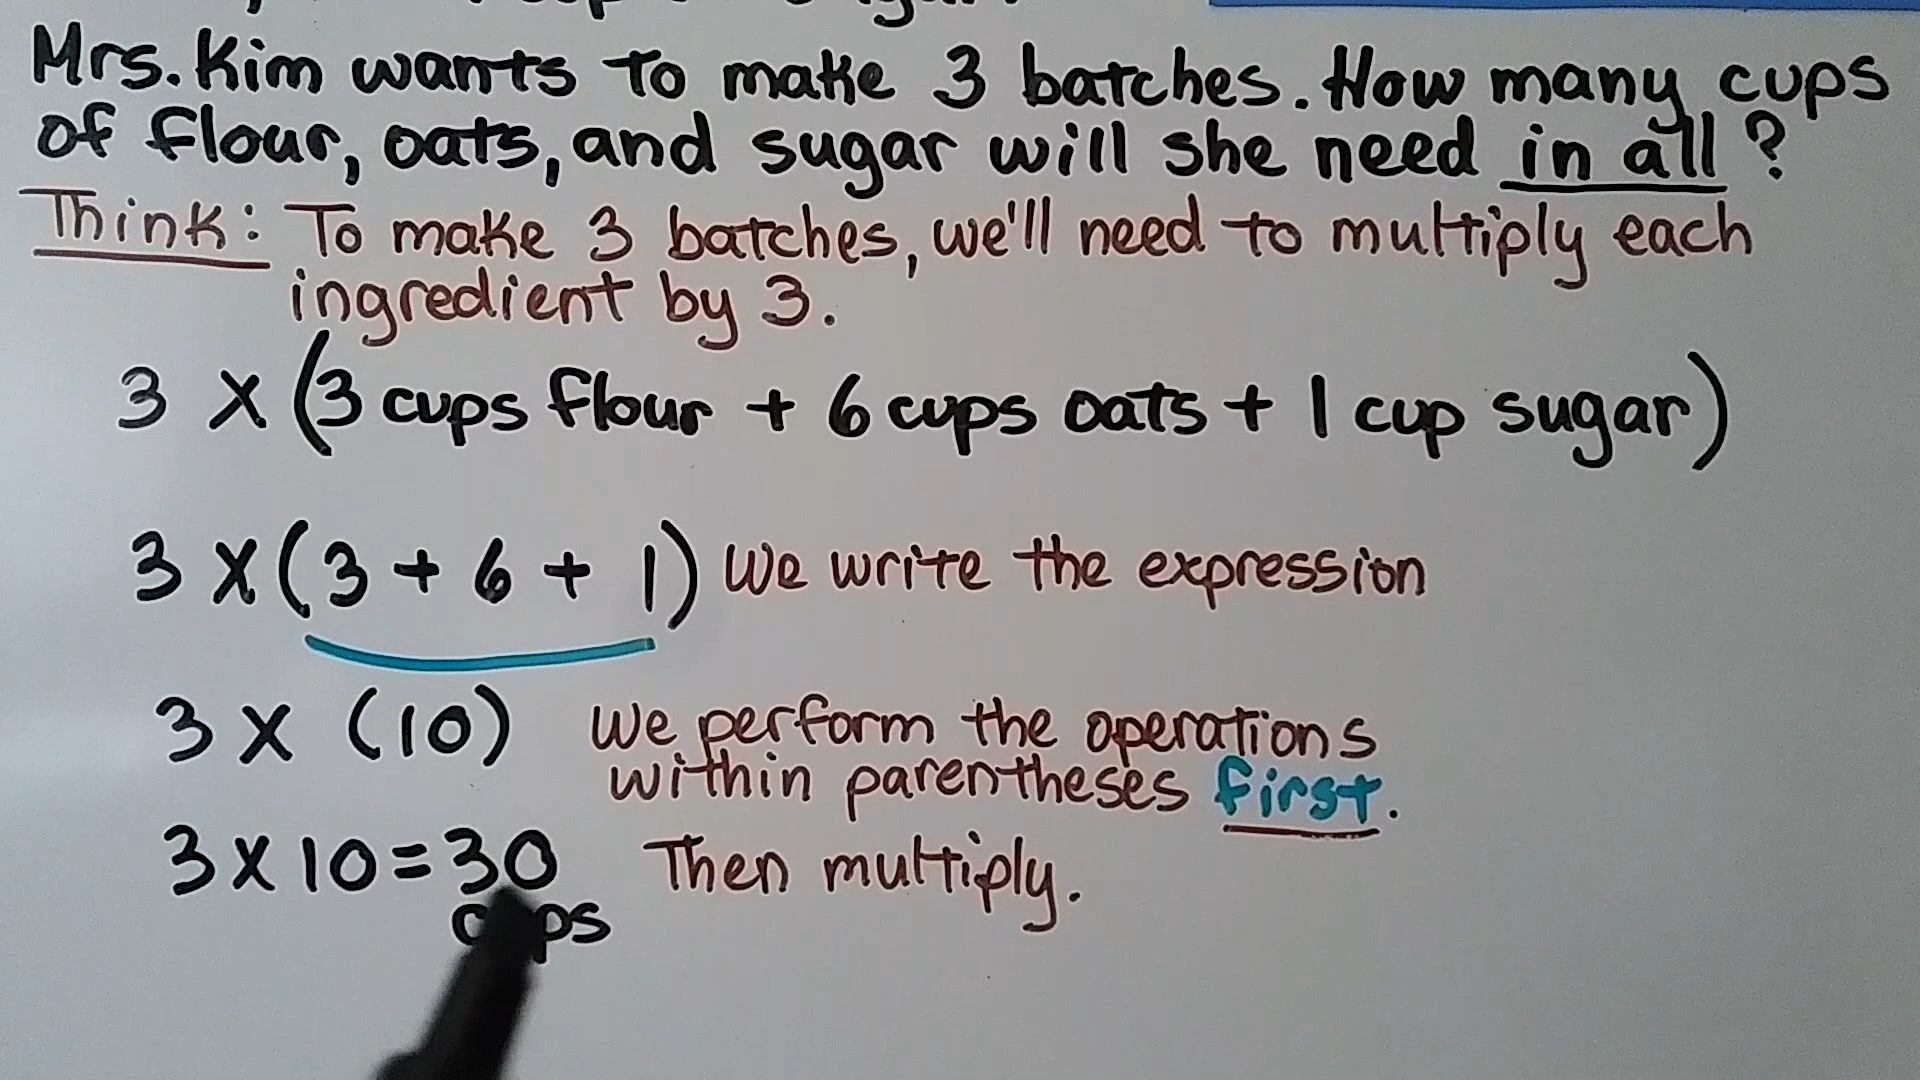 Mrs. Kim wants to make 3 batches. How many cups
of flour, oats, and sugar will she need in all?
Think: To make 3 batches, we'll need to multiply each
ingredient by 3.
3 × (3 cups flour + 6 cups oats + 1 cup sugar)
3 × (3 + 6 + 1) We write the expression
3 × (10) We perform the operations
within parentheses first.
3 × 10 = 30 Then multiply.
cups